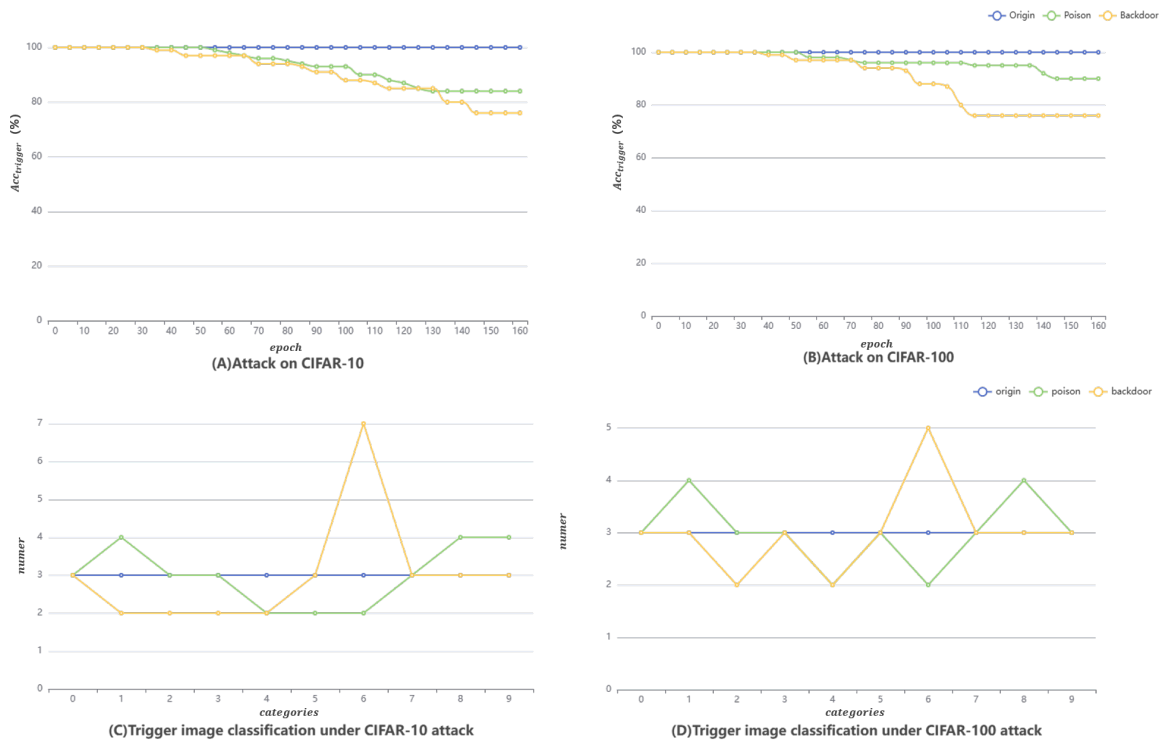 Origin Poison Backdoor
Acc_trigger (%)
100
80
60
40
20
0
0 10 20 30 40 50 60 70 80 90 100 110 120 130 140 150 160
epoch
(A)Attack on CIFAR-10
Acc_trigger (%)
100
80
60
40
20
0
0 10 20 30 40 50 60 70 80 90 100 110 120 130 140 150 160
epoch
(B)Attack on CIFAR-100
origin poison backdoor
numer
7
6
5
4
3
2
1
0
0 1 2 3 4 5 6 7 8 9
categories
(C)Trigger image classification under CIFAR-10 attack
numer
5
4
3
2
1
0
0 1 2 3 4 5 6 7 8 9
categories
(D)Trigger image classification under CIFAR-100 attack